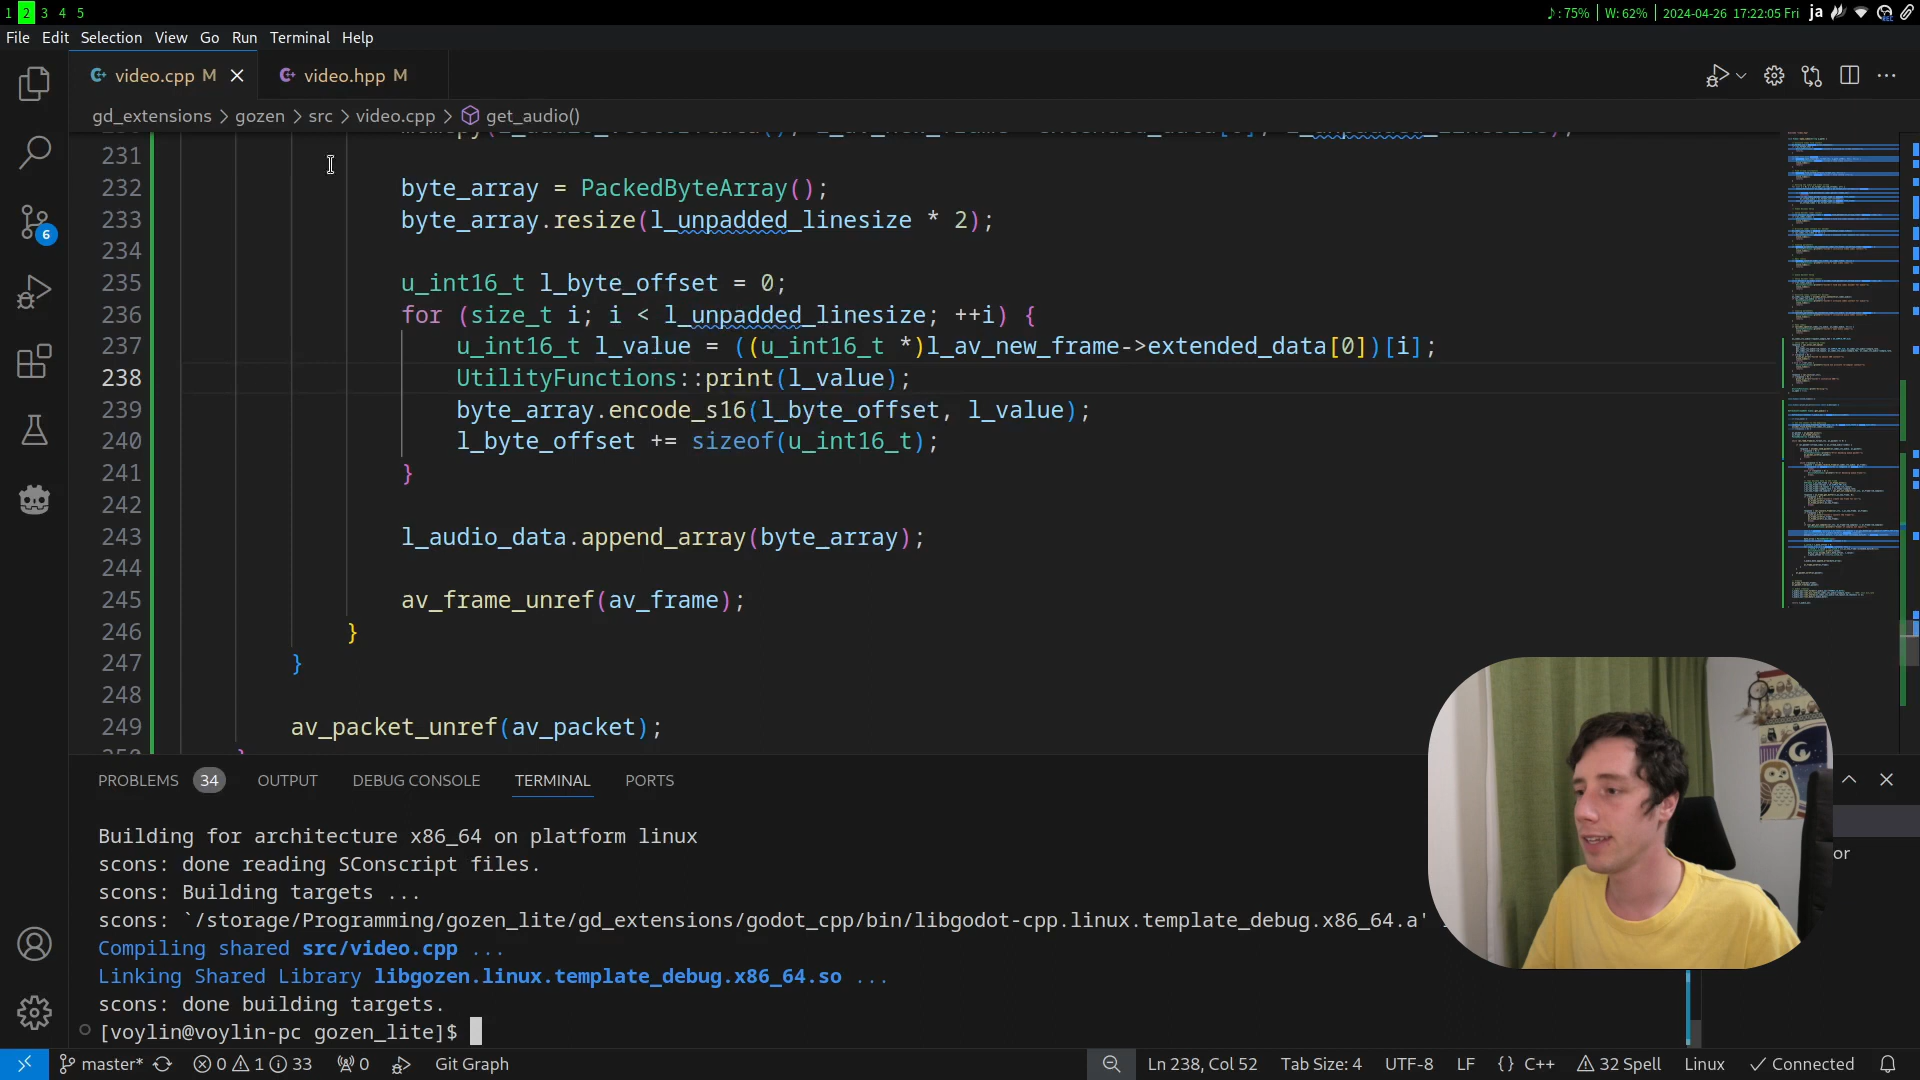 1 2 3 4 5
♪: 75% | W: 62% | 2024-04-26 17:22:05 Fri ja
File Edit Selection View Go Run Terminal Help
video.cpp M
video.hpp M
gd_extensions > gozen > src > video.cpp > get_audio()
231
232 byte_array = PackedByteArray();
233 byte_array.resize(l_unpadded_linesize * 2);
234
235 u_int16_t l_byte_offset = 0;
236 for (size_t i; i < l_unpadded_linesize; ++i) {
237 u_int16_t l_value = ((u_int16_t *)l_av_new_frame->extended_data[0])[i];
238 UtilityFunctions::print(l_value);
239 byte_array.encode_s16(l_byte_offset, l_value);
240 l_byte_offset += sizeof(u_int16_t);
241 }
242
243 l_audio_data.append_array(byte_array);
244
245 av_frame_unref(av_frame);
246 }
247 }
248
249 av_packet_unref(av_packet);
6
PROBLEMS 34 OUTPUT DEBUG CONSOLE TERMINAL PORTS
Building for architecture x86_64 on platform linux
scons: done reading SConscript files.
scons: Building targets ...
scons: `/storage/Programming/gozen_lite/gd_extensions/godot_cpp/bin/libgodot-cpp.linux.template_debug.x86_64.a'
Compiling shared src/video.cpp ...
Linking Shared Library libgozen.linux.template_debug.x86_64.so ...
scons: done building targets.
[voylin@voylin-pc gozen_lite]$
master* 0 1 33 0 Git Graph Ln 238, Col 52 Tab Size: 4 UTF-8 LF {} C++ 32 Spell Linux Connected